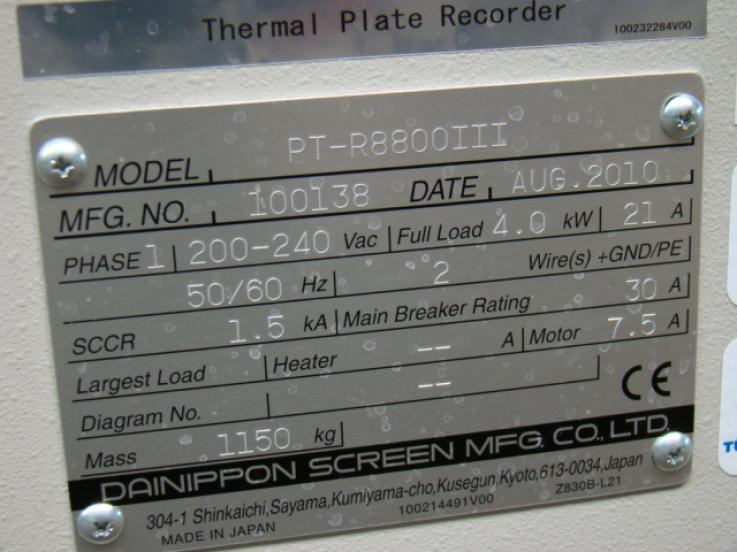 Thermal Plate Recorder
100232284V00
MODEL PT-R8800III
MFG. NO. 100138 DATE AUG.2010
PHASE 1 200-240 Vac Full Load 4.0 kW 21 A
50/60 Hz 2 Wire(s) +GND/PE
SCCR 1.5 kA Main Breaker Rating 30 A
Largest Load Heater -- A Motor 7.5 A
Diagram No. --
Mass 1150 kg CE
DAINIPPON SCREEN MFG. CO., LTD.
304-1 Shinkaichi,Sayama,Kumiyama-cho,Kusegun,Kyoto,613-0034,Japan
MADE IN JAPAN 100214491V00 Z830B-L21